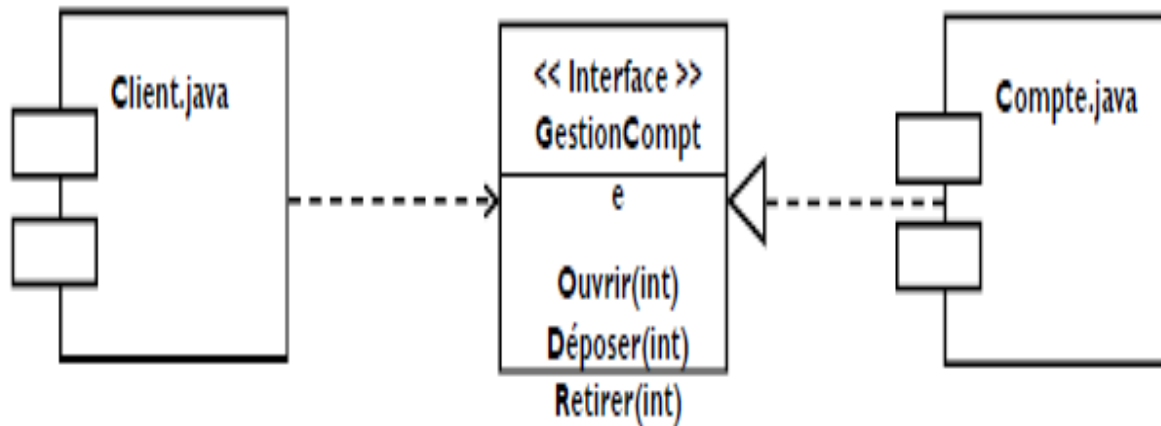 Client.java
<< Interface >>
GestionCompt
e
Ouvrir(int)
Déposer(int)
Retirer(int)
Compte.java